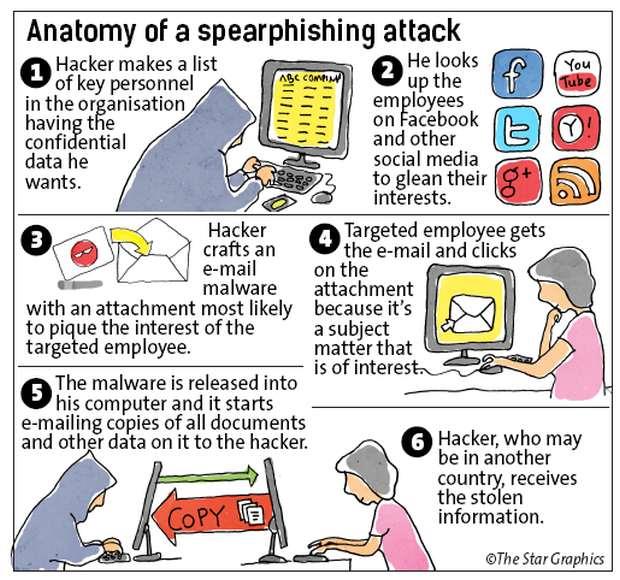 Anatomy of a spearphishing attack
1 Hacker makes a list
of key personnel
in the organisation
having the
confidential
data he
wants.
ABC COMPANY
2 He looks
up the
employees
on Facebook
and other
social media
to glean their
interests.
f
You
Tube
t
Y!
g+
3 Hacker
crafts an
e-mail
malware
with an attachment most likely
to pique the interest of the
targeted employee.
4 Targeted employee gets
the e-mail and clicks
on the
attachment
because it's
a subject
matter that
is of interest.
5 The malware is released into
his computer and it starts
e-mailing copies of all documents
and other data on it to the hacker.
COPY
6 Hacker, who may
be in another
country, receives
the stolen
information.
©The Star Graphics